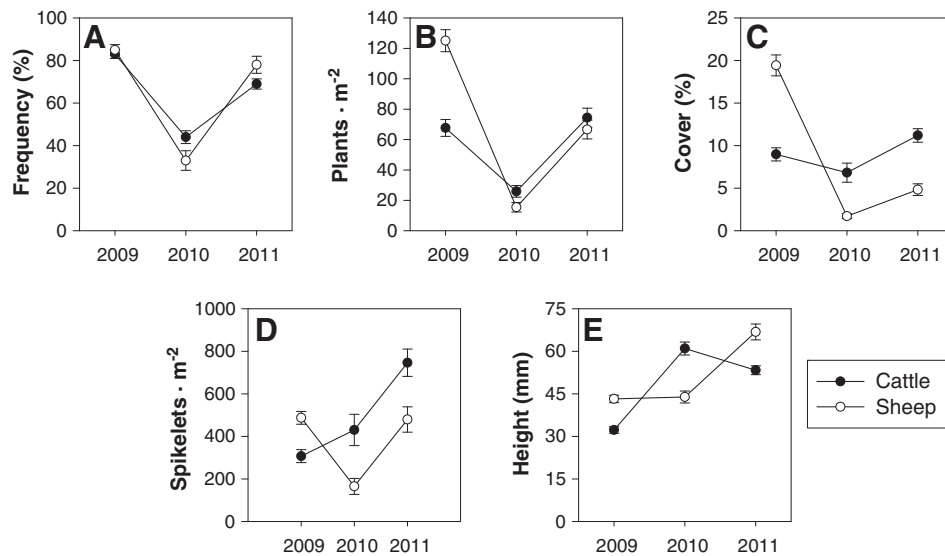 A
Frequency (%)
100
80
60
40
20
0
2009 2010 2011
B
Plants · m⁻²
140
120
100
80
60
40
20
0
2009 2010 2011
C
Cover (%)
25
20
15
10
5
0
2009 2010 2011
D
Spikelets · m⁻²
1000
800
600
400
200
0
2009 2010 2011
E
Height (mm)
75
60
45
30
15
0
2009 2010 2011
Cattle
Sheep